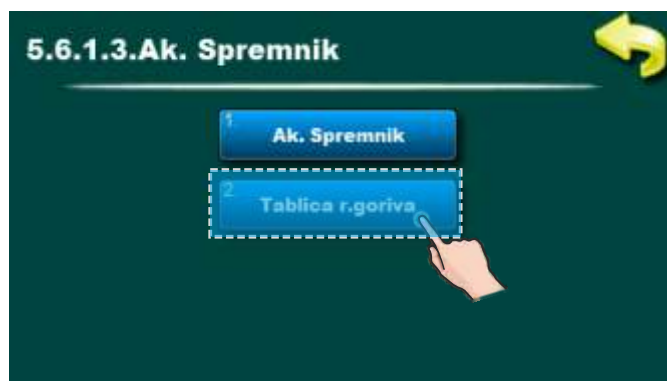 5.6.1.3.Ak. Spremnik
1
Ak. Spremnik
2
Tablica r.goriva